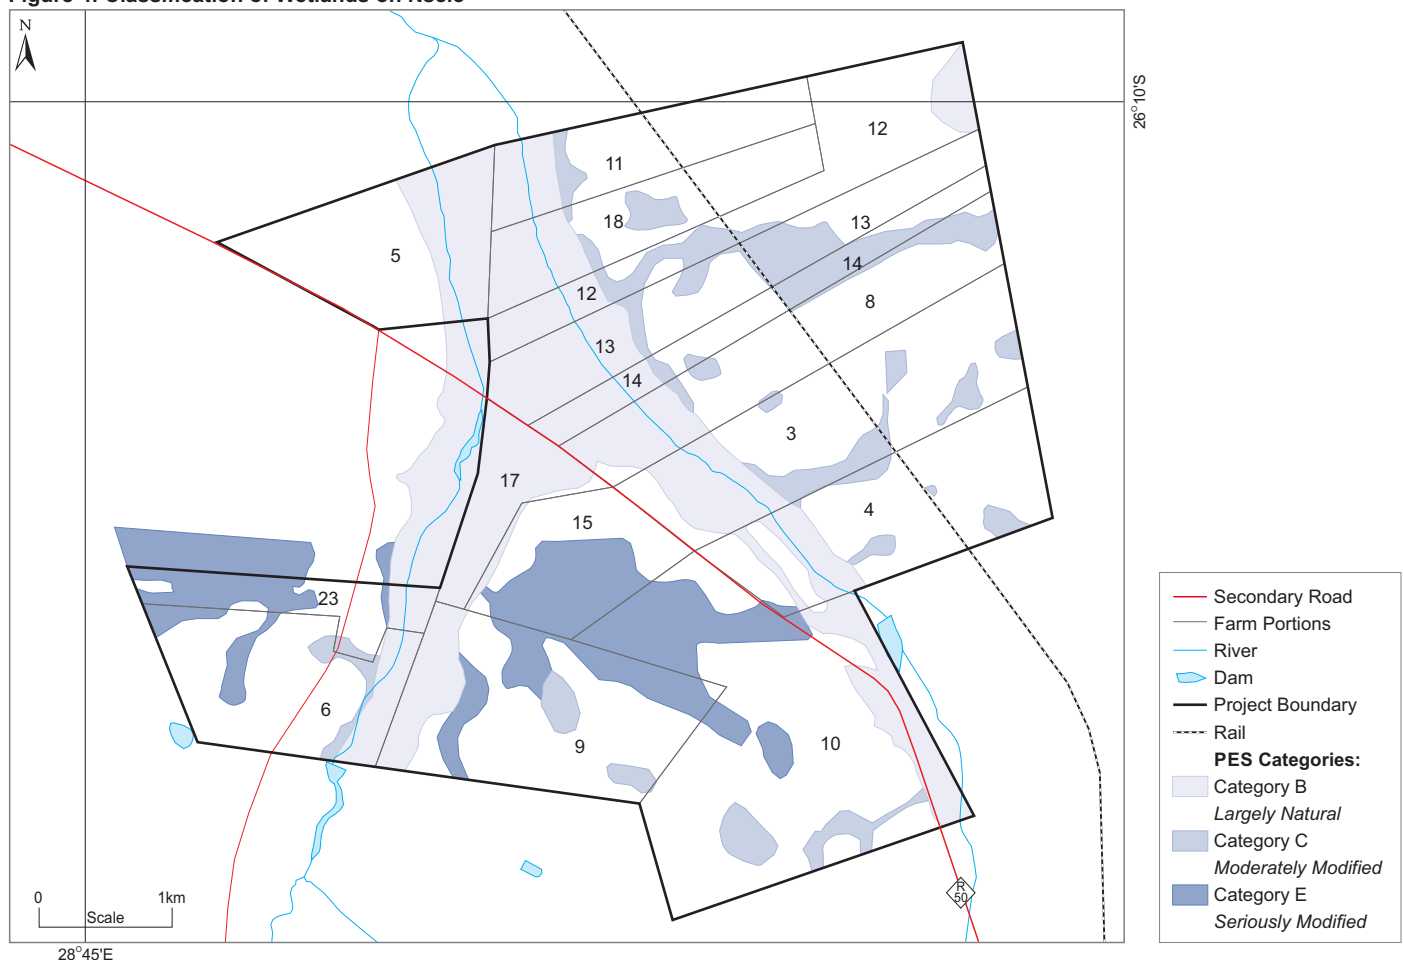 N
26°10'S
12
11
18
5
13
14
12
8
13
14
3
17
4
15
23
6
9
10
0 1km
Scale
R
50
28°45'E
Secondary Road
Farm Portions
River
Dam
Project Boundary
Rail
PES Categories:
Category B
Largely Natural
Category C
Moderately Modified
Category E
Seriously Modified